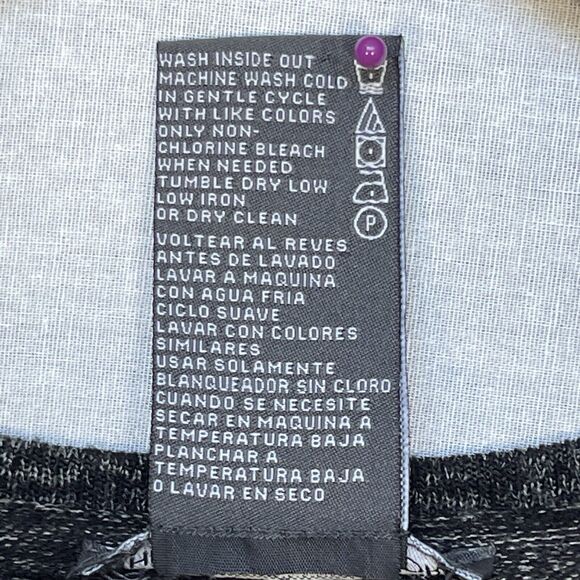 WASH INSIDE OUT
MACHINE WASH COLD
IN GENTLE CYCLE
WITH LIKE COLORS
ONLY NON-
CHLORINE BLEACH
WHEN NEEDED
TUMBLE DRY LOW
LOW IRON
OR DRY CLEAN
P
VOLTEAR AL REVES
ANTES DE LAVADO
LAVAR A MAQUINA
CON AGUA FRIA
CICLO SUAVE
LAVAR CON COLORES
SIMILARES
USAR SOLAMENTE
BLANQUEADOR SIN CLORO
CUANDO SE NECESITE
SECAR EN MAQUINA A
TEMPERATURA BAJA
PLANCHAR A
TEMPERATURA BAJA
O LAVAR EN SECO